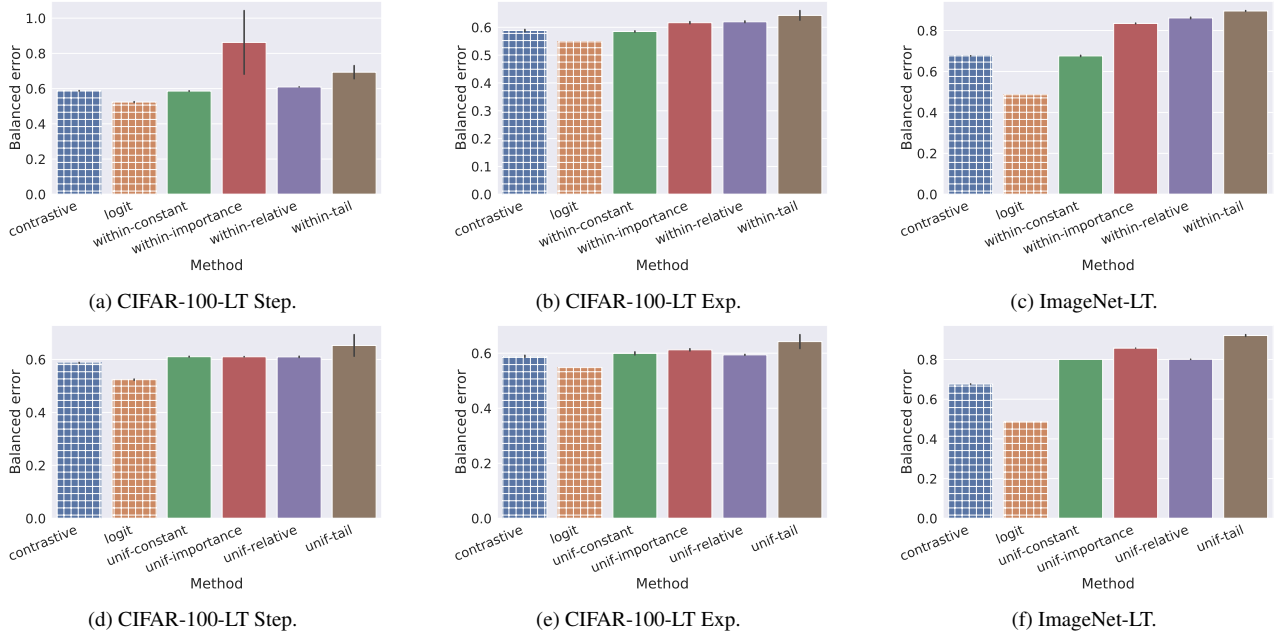 1.0
0.8
0.6
0.4
0.2
0.0
Balanced error
contrastive
logit
within-constant
within-importance
within-relative
within-tail
Method
(a) CIFAR-100-LT Step.
0.6
0.5
0.4
0.3
0.2
0.1
0.0
Balanced error
contrastive
logit
within-constant
within-importance
within-relative
within-tail
Method
(b) CIFAR-100-LT Exp.
0.8
0.6
0.4
0.2
0.0
Balanced error
contrastive
logit
within-constant
within-importance
within-relative
within-tail
Method
(c) ImageNet-LT.
0.6
0.4
0.2
0.0
Balanced error
contrastive
logit
unif-constant
unif-importance
unif-relative
unif-tail
Method
(d) CIFAR-100-LT Step.
0.6
0.4
0.2
0.0
Balanced error
contrastive
logit
unif-constant
unif-importance
unif-relative
unif-tail
Method
(e) CIFAR-100-LT Exp.
0.8
0.6
0.4
0.2
0.0
Balanced error
contrastive
logit
unif-constant
unif-importance
unif-relative
unif-tail
Method
(f) ImageNet-LT.